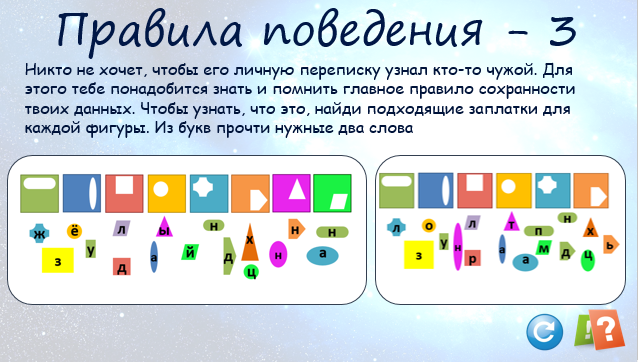 Правила поведения - 3
Никто не хочет, чтобы его личную переписку узнал кто-то чужой. Для
этого тебе понадобится знать и помнить главное правило сохранности
твоих данных. Чтобы узнать, что это, найди подходящие заплатки для
каждой фигуры. Из букв прочти нужные два слова
ж ё л ы н н н
з у д а й д х ц н а
л о л т п н х ь
з у н р а а м д ц
!?